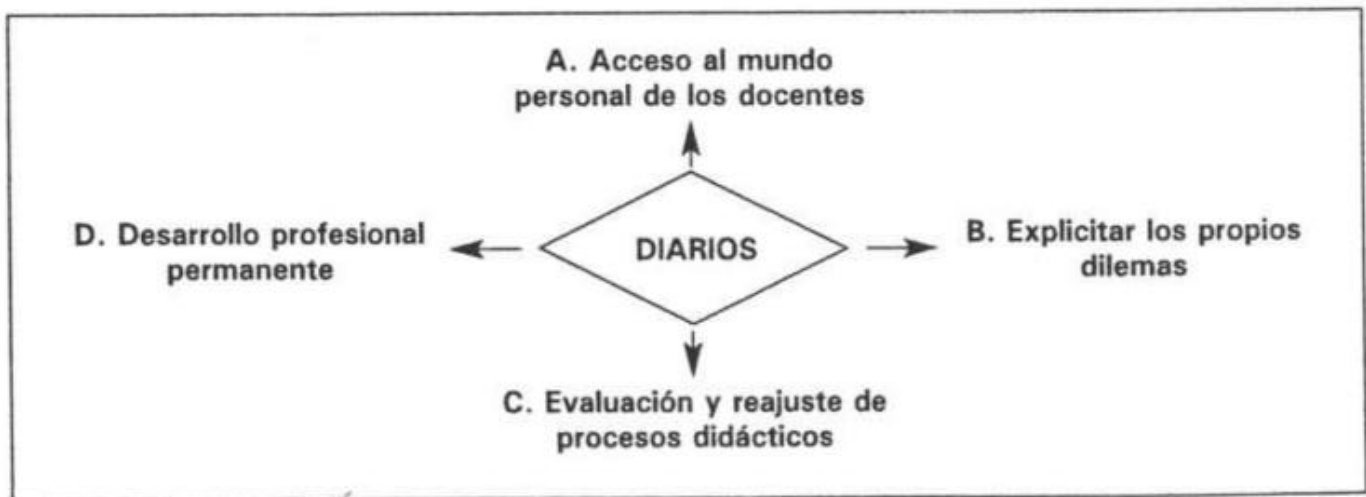 A. Acceso al mundo
personal de los docentes
D. Desarrollo profesional
permanente
DIARIOS
B. Explicitar los propios
dilemas
C. Evaluación y reajuste de
procesos didácticos